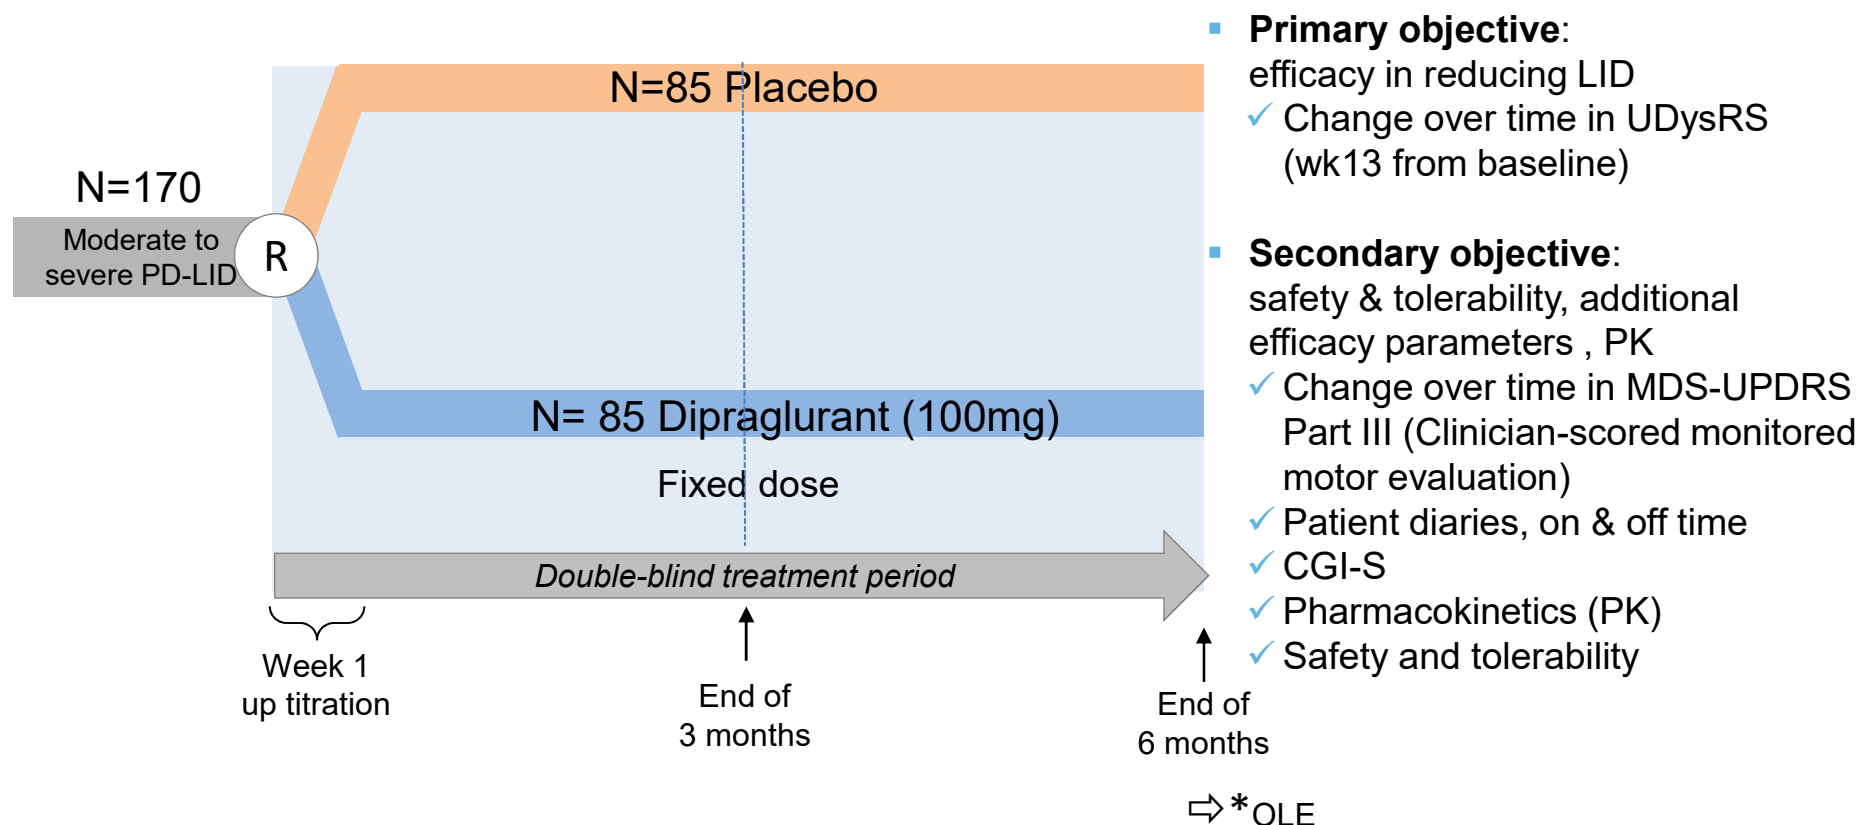 N=170
Moderate to
severe PD-LID
R
N=85 Placebo
N= 85 Dipraglurant (100mg)
Fixed dose
Double-blind treatment period
Week 1
up titration
End of
3 months
End of
6 months
⇨ *OLE
▪ Primary objective:
efficacy in reducing LID
✓ Change over time in UDysRS
(wk13 from baseline)
▪ Secondary objective:
safety & tolerability, additional
efficacy parameters , PK
✓ Change over time in MDS-UPDRS
Part III (Clinician-scored monitored
motor evaluation)
✓ Patient diaries, on & off time
✓ CGI-S
✓ Pharmacokinetics (PK)
✓ Safety and tolerability